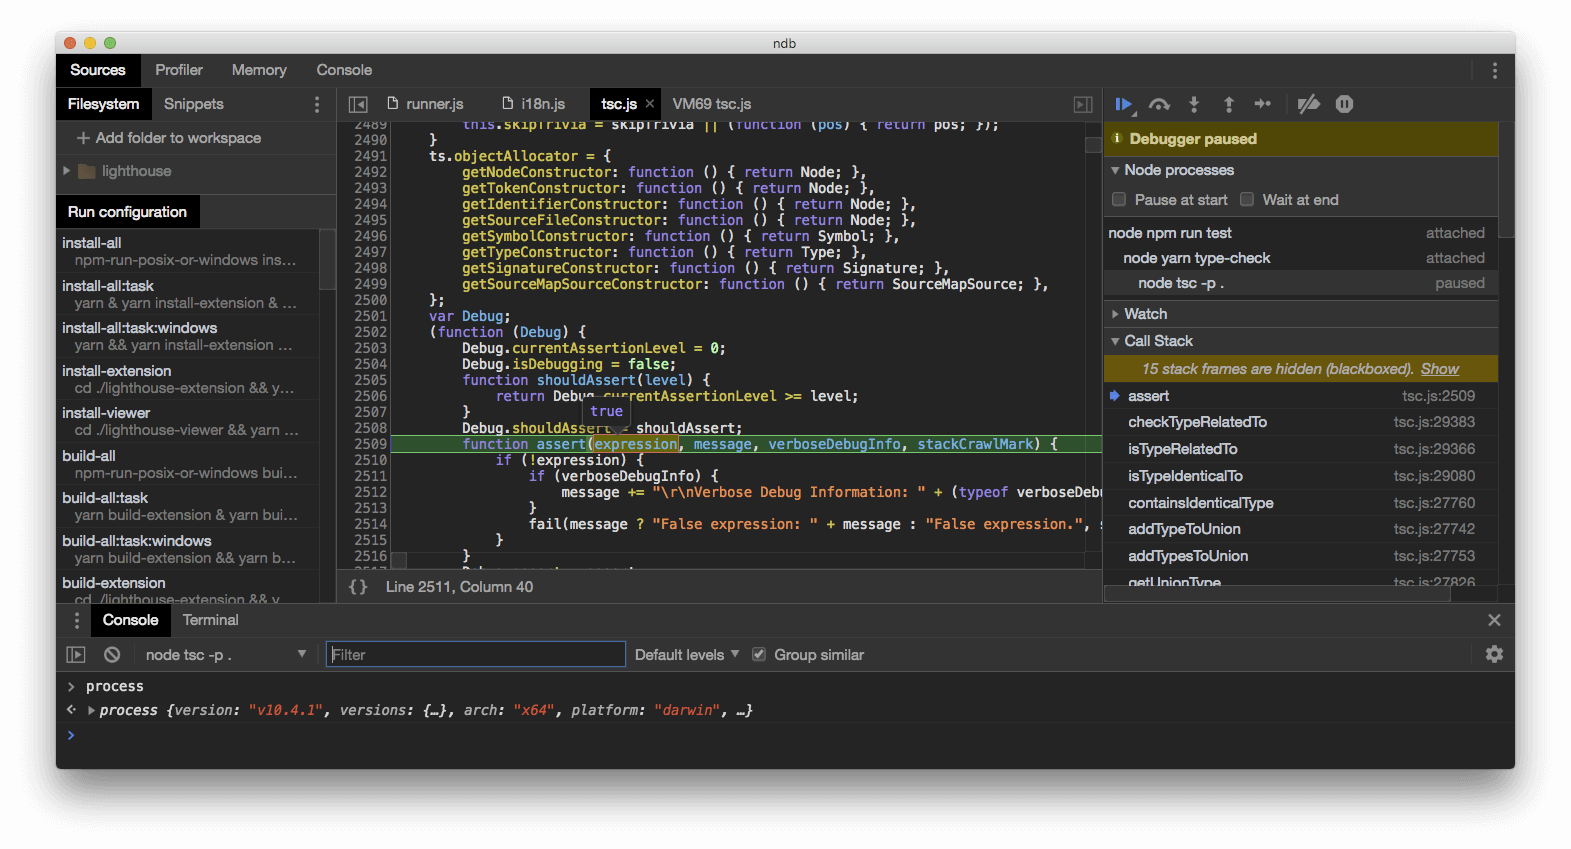 ndb
Sources Profiler Memory Console
Filesystem Snippets
+ Add folder to workspace
lighthouse
Run configuration
install-all
npm-run-posix-or-windows ins…
install-all:task
yarn & yarn install-extension & …
install-all:task:windows
yarn && yarn install-extension …
install-extension
cd ./lighthouse-extension && y…
install-viewer
cd ./lighthouse-viewer && yarn …
build-all
npm-run-posix-or-windows bui…
build-all:task
yarn build-extension & yarn bui…
build-all:task:windows
yarn build-extension && yarn b…
build-extension
cd ./lighthouse-extension && y
runner.js i18n.js tsc.js × VM69 tsc.js
2489 this.skipTrivia = skipTrivia || (function (pos) { return pos; });
2490 }
2491 ts.objectAllocator = {
2492 getNodeConstructor: function () { return Node; },
2493 getTokenConstructor: function () { return Node; },
2494 getIdentifierConstructor: function () { return Node; },
2495 getSourceFileConstructor: function () { return Node; },
2496 getSymbolConstructor: function () { return Symbol; },
2497 getTypeConstructor: function () { return Type; },
2498 getSignatureConstructor: function () { return Signature; },
2499 getSourceMapSourceConstructor: function () { return SourceMapSource; },
2500 };
2501 var Debug;
2502 (function (Debug) {
2503 Debug.currentAssertionLevel = 0;
2504 Debug.isDebugging = false;
2505 function shouldAssert(level) {
2506 return Debug.currentAssertionLevel >= level;
true
2507 }
2508 Debug.shouldAssert = shouldAssert;
2509 function assert(expression, message, verboseDebugInfo, stackCrawlMark) {
2510 if (!expression) {
2511 if (verboseDebugInfo) {
2512 message += "\r\nVerbose Debug Information: " + (typeof verboseDebu
2513 }
2514 fail(message ? "False expression: " + message : "False expression.", s
2515 }
2516 }
2517
{} Line 2511, Column 40
Debugger paused
Node processes
Pause at start Wait at end
node npm run test attached
node yarn type-check attached
node tsc -p . paused
Watch
Call Stack
15 stack frames are hidden (blackboxed). Show
assert tsc.js:2509
checkTypeRelatedTo tsc.js:29383
isTypeRelatedTo tsc.js:29366
isTypeIdenticalTo tsc.js:29080
containsIdenticalType tsc.js:27760
addTypeToUnion tsc.js:27742
addTypesToUnion tsc.js:27753
getUnionType tsc.js:27826
Console Terminal
node tsc -p . Filter Default levels Group similar
> process
process {version: "v10.4.1", versions: {…}, arch: "x64", platform: "darwin", …}
>